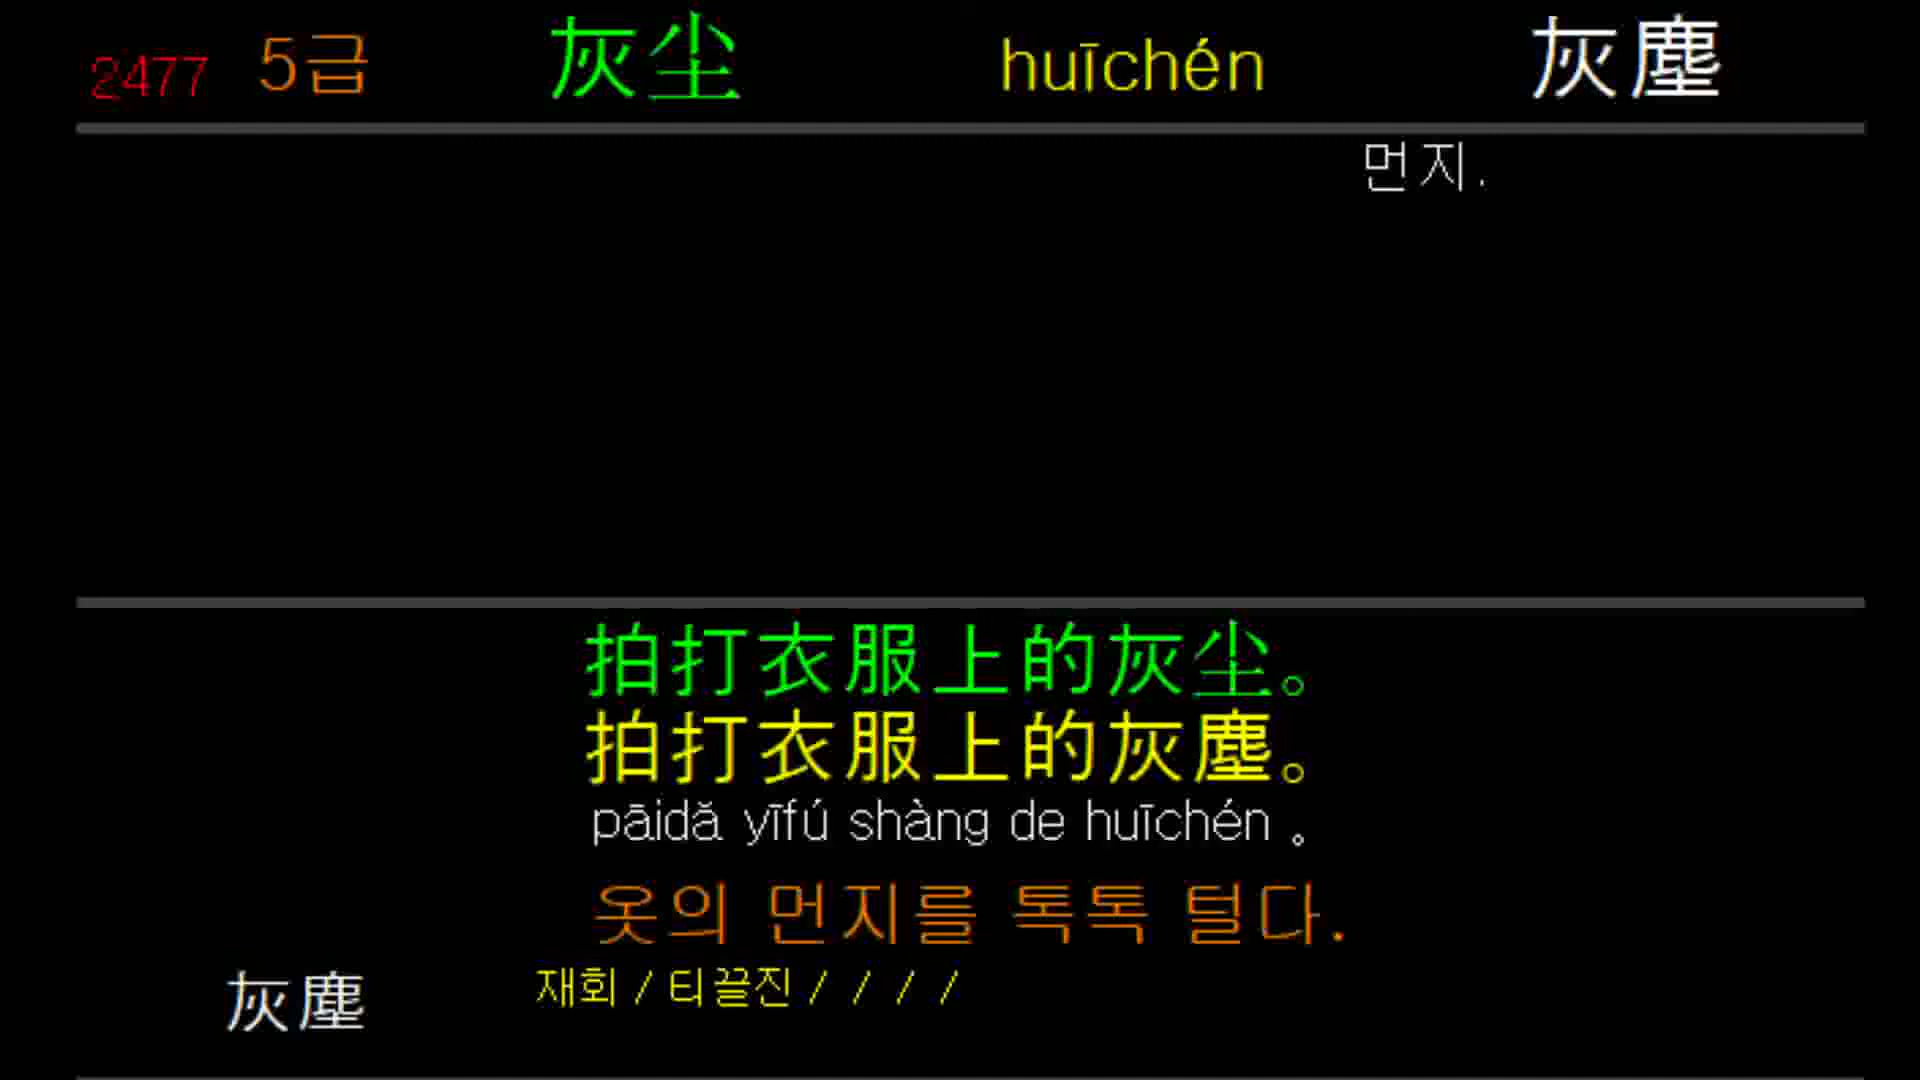 2477 5급 灰尘 huīchén 灰塵
먼지.
拍打衣服上的灰尘。
拍打衣服上的灰塵。
pāidǎ yīfú shàng de huīchén 。
옷의 먼지를 톡톡 털다.
灰塵 재회 / 티끌진 / / / /